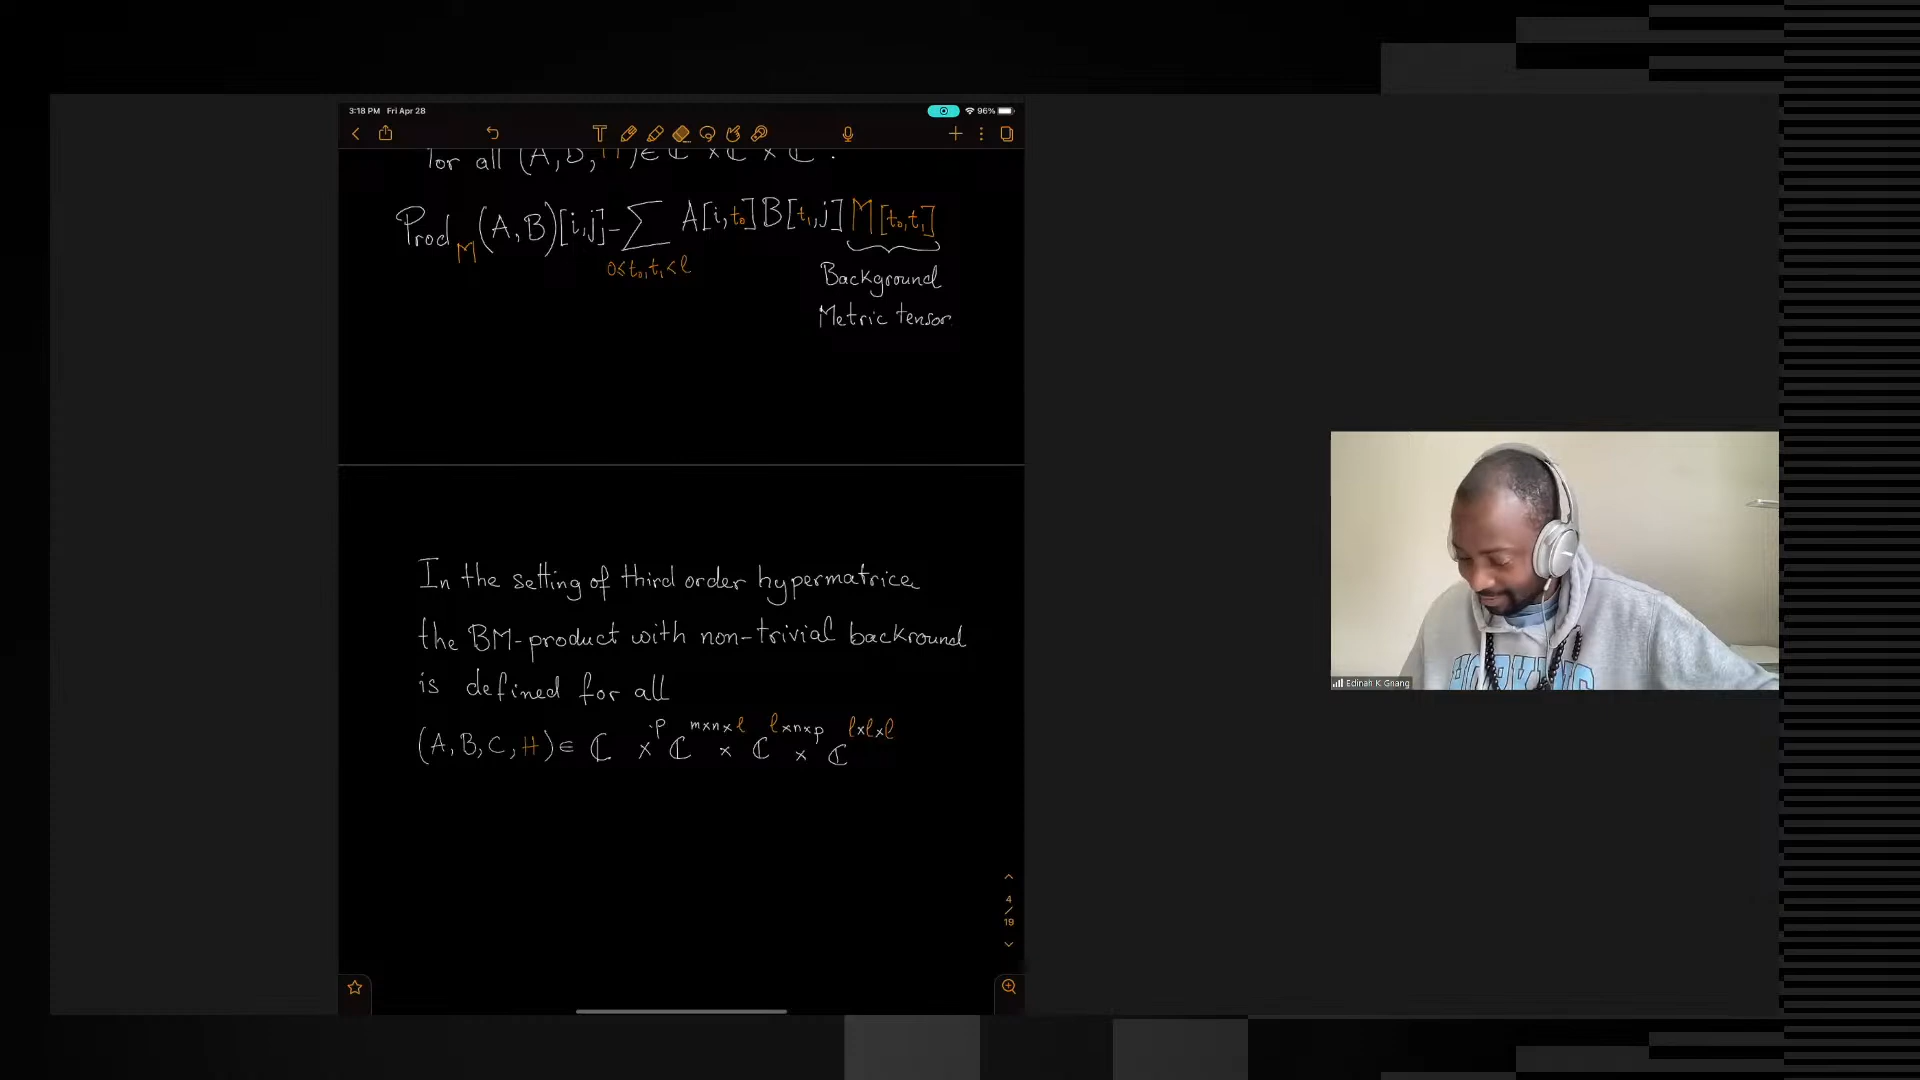 3:18 PM Fri Apr 28
96%
for all (A, B, M) ∈ ℂ × ℂ × ℂ .
Prod_M (A, B)[i, j] = ∑_{0≤t₀,t₁<l} A[i, t₀] B[t₁, j] M[t₀, t₁]
Background
Metric tensor
In the setting of third order hypermatrice
the BM-product with non-trivial backround
is defined for all
(A, B, C, H) ∈ ℂ ×^p ℂ^{m×n×l} × ℂ^{l×n×p} × ℂ^{l×l×l}
4
/
19
Edinah K Gnang